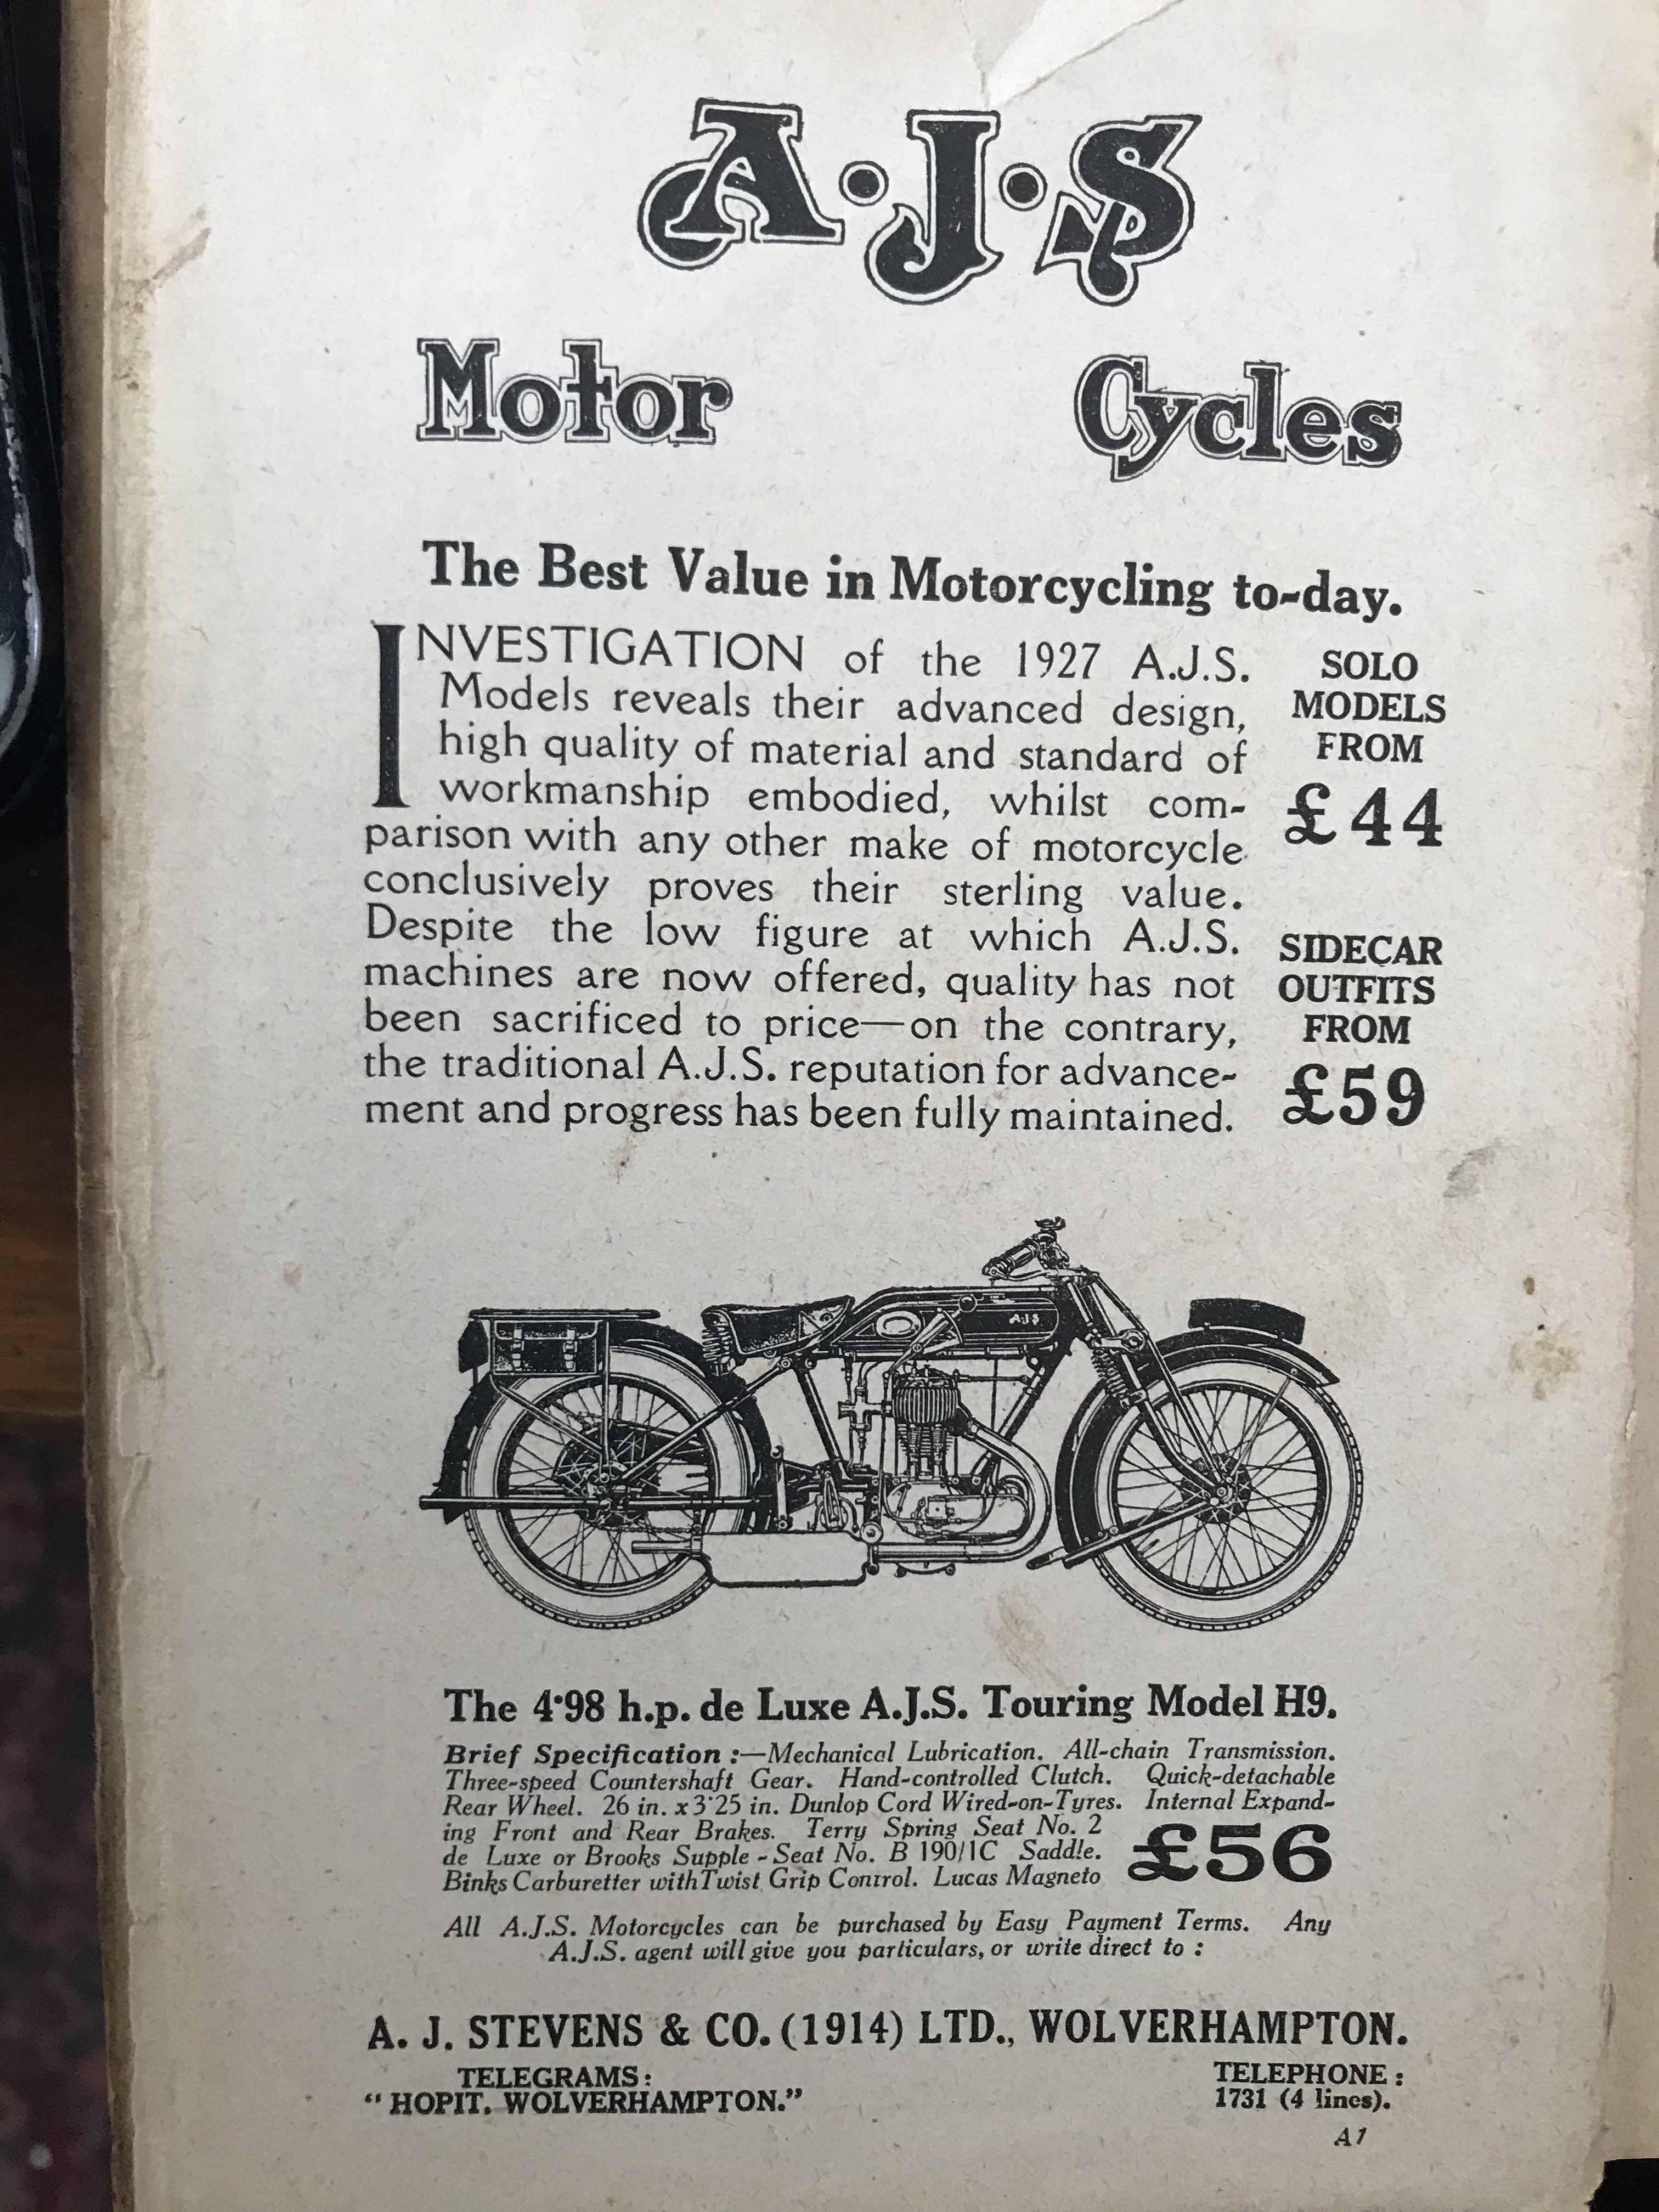 A·J·S
Motor Cycles
The Best Value in Motorcycling to-day.
INVESTIGATION of the 1927 A.J.S.
Models reveals their advanced design,
high quality of material and standard of
workmanship embodied, whilst com-
parison with any other make of motorcycle
conclusively proves their sterling value.
Despite the low figure at which A.J.S.
machines are now offered, quality has not
been sacrificed to price—on the contrary,
the traditional A.J.S. reputation for advance-
ment and progress has been fully maintained.
SOLO
MODELS
FROM
£44
SIDECAR
OUTFITS
FROM
£59
AJS
The 4·98 h.p. de Luxe A.J.S. Touring Model H9.
Brief Specification :—Mechanical Lubrication. All-chain Transmission.
Three-speed Countershaft Gear. Hand-controlled Clutch. Quick-detachable
Rear Wheel. 26 in. x 3·25 in. Dunlop Cord Wired-on-Tyres. Internal Expand-
ing Front and Rear Brakes. Terry Spring Seat No. 2
de Luxe or Brooks Supple-Seat No. B 190/1C Saddle.
Binks Carburetter with Twist Grip Control. Lucas Magneto
£56
All A.J.S. Motorcycles can be purchased by Easy Payment Terms. Any
A.J.S. agent will give you particulars, or write direct to :
A. J. STEVENS & CO. (1914) LTD., WOLVERHAMPTON.
TELEGRAMS:
“HOPIT. WOLVERHAMPTON.”
TELEPHONE :
1731 (4 lines).
A1